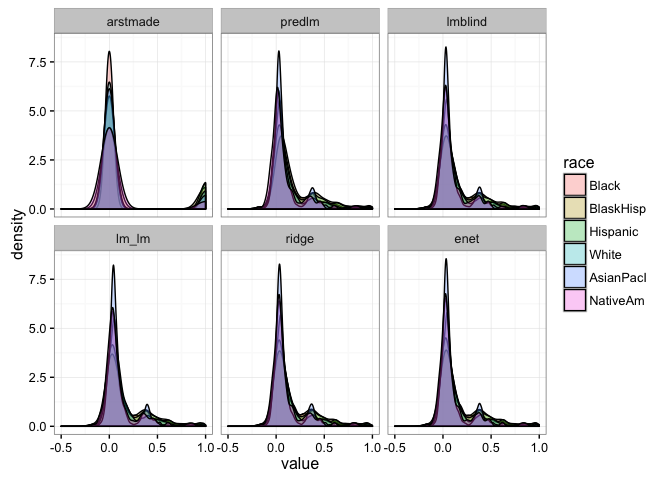 arstmade predlm lmblind
7.5
5.0
2.5
0.0
density
lm_lm ridge enet
7.5
5.0
2.5
0.0
-0.5 0.0 0.5 1.0 -0.5 0.0 0.5 1.0 -0.5 0.0 0.5 1.0
value
race
Black
BlaskHisp
Hispanic
White
AsianPacI
NativeAm